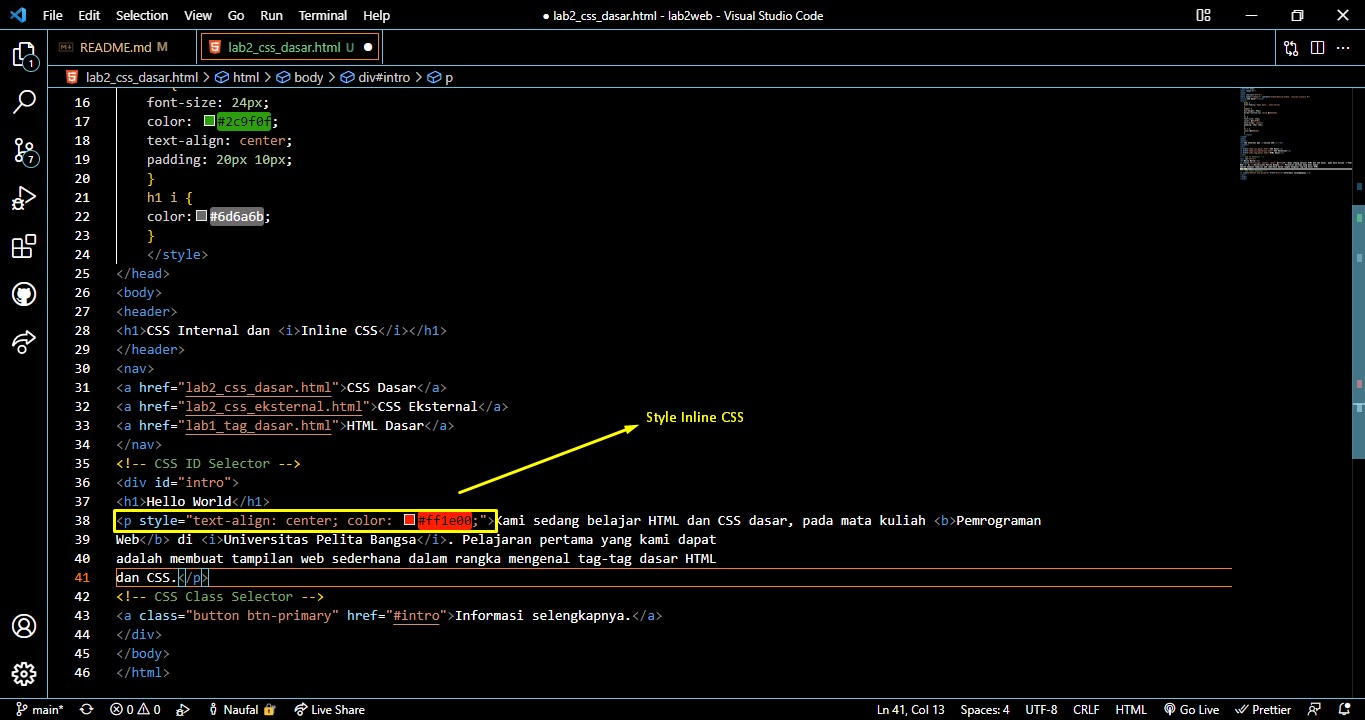 File Edit Selection View Go Run Terminal Help
● lab2_css_dasar.html - lab2web - Visual Studio Code
README.md M
lab2_css_dasar.html U ●
lab2_css_dasar.html > html > body > div#intro > p
1
7
{
16 font-size: 24px;
17 color: #2c9f0f;
18 text-align: center;
19 padding: 20px 10px;
20 }
21 h1 i {
22 color: #6d6a6b;
23 }
24 </style>
25 </head>
26 <body>
27 <header>
28 <h1>CSS Internal dan <i>Inline CSS</i></h1>
29 </header>
30 <nav>
31 <a href="lab2_css_dasar.html">CSS Dasar</a>
32 <a href="lab2_css_eksternal.html">CSS Eksternal</a>
33 <a href="lab1_tag_dasar.html">HTML Dasar</a>
34 </nav>
35 <!-- CSS ID Selector -->
36 <div id="intro">
37 <h1>Hello World</h1>
38 <p style="text-align: center; color: #ff1e00;">Kami sedang belajar HTML dan CSS dasar, pada mata kuliah <b>Pemrograman
39 Web</b> di <i>Universitas Pelita Bangsa</i>. Pelajaran pertama yang kami dapat
40 adalah membuat tampilan web sederhana dalam rangka mengenal tag-tag dasar HTML
41 dan CSS.</p>
42 <!-- CSS Class Selector -->
43 <a class="button btn-primary" href="#intro">Informasi selengkapnya.</a>
44 </div>
45 </body>
46 </html>
Style Inline CSS
main* 0 0 Naufal Live Share
Ln 41, Col 13 Spaces: 4 UTF-8 CRLF HTML Go Live Prettier